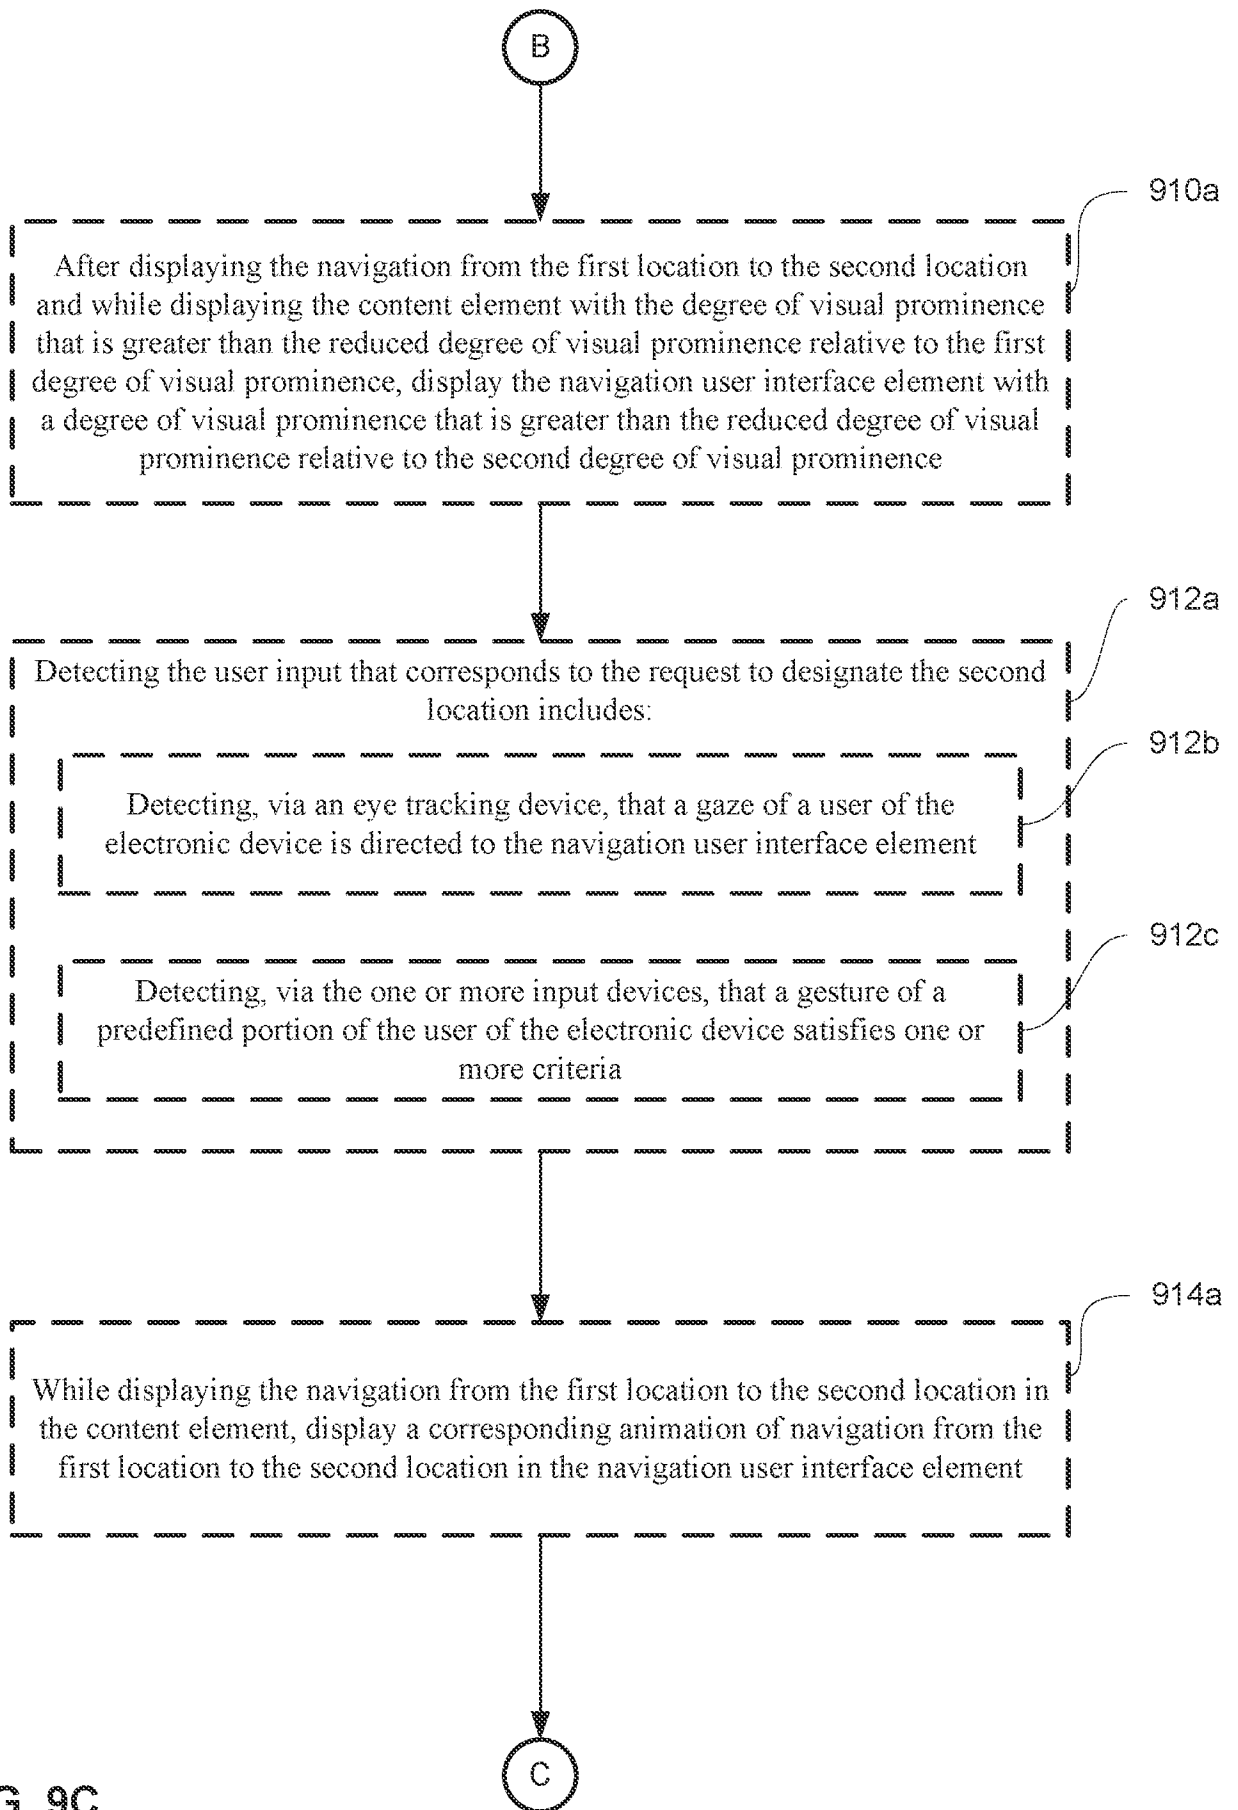 B
910a
After displaying the navigation from the first location to the second location
and while displaying the content element with the degree of visual prominence
that is greater than the reduced degree of visual prominence relative to the first
degree of visual prominence, display the navigation user interface element with
a degree of visual prominence that is greater than the reduced degree of visual
prominence relative to the second degree of visual prominence
912a
Detecting the user input that corresponds to the request to designate the second
location includes:
912b
Detecting, via an eye tracking device, that a gaze of a user of the
electronic device is directed to the navigation user interface element
912c
Detecting, via the one or more input devices, that a gesture of a
predefined portion of the user of the electronic device satisfies one or
more criteria
914a
While displaying the navigation from the first location to the second location in
the content element, display a corresponding animation of navigation from the
first location to the second location in the navigation user interface element
C
9C